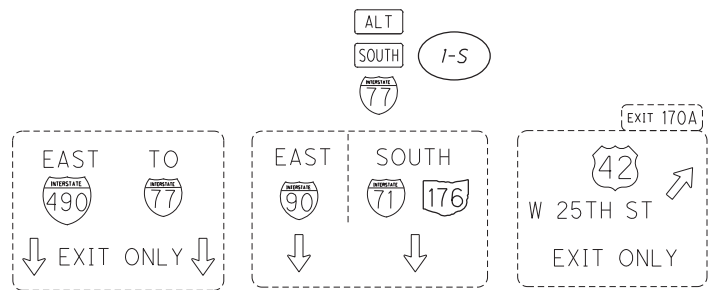 ALT
SOUTH
1-S
INTERSTATE
77
EXIT 170A
EAST TO
INTERSTATE INTERSTATE
490 77
EXIT ONLY
EAST SOUTH
INTERSTATE INTERSTATE
90 71 176
42
W 25TH ST
EXIT ONLY